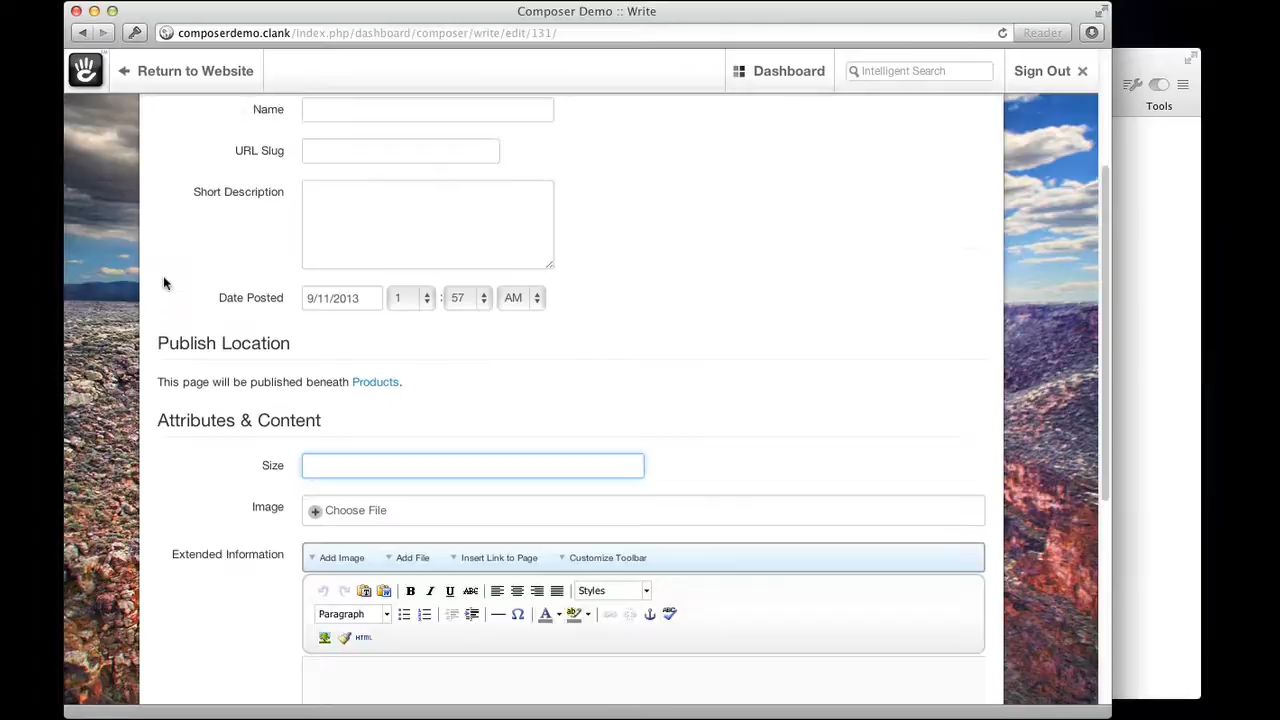 Composer Demo :: Write
composerdemo.clank/index.php/dashboard/composer/write/edit/131/
Reader
Return to Website
Dashboard
Intelligent Search
Sign Out
Tools
Name
URL Slug
Short Description
Date Posted 9/11/2013 1 : 57 AM
Publish Location
This page will be published beneath Products.
Attributes & Content
Size
Image Choose File
Extended Information Add Image Add File Insert Link to Page Customize Toolbar
B I U ABC Styles
Paragraph Ω A ab ABC
HTML